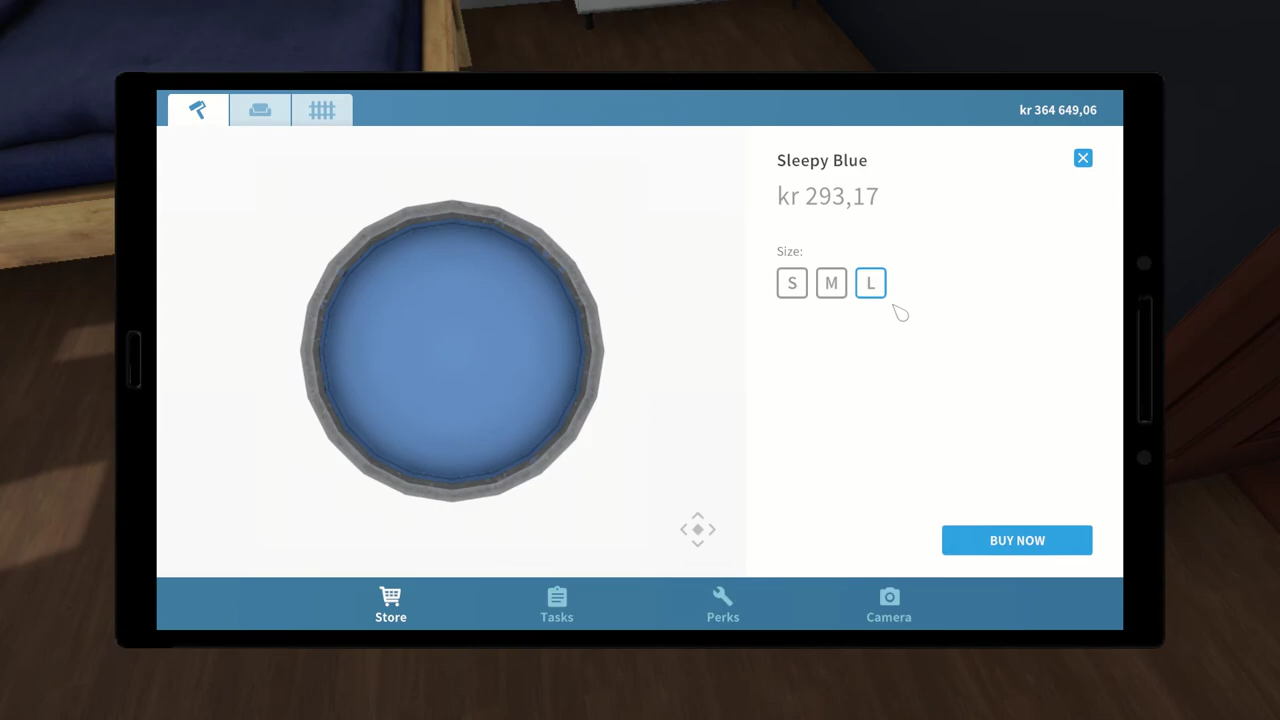 kr 364 649,06
Sleepy Blue
kr 293,17
Size:
S M L
BUY NOW
Store Tasks Perks Camera